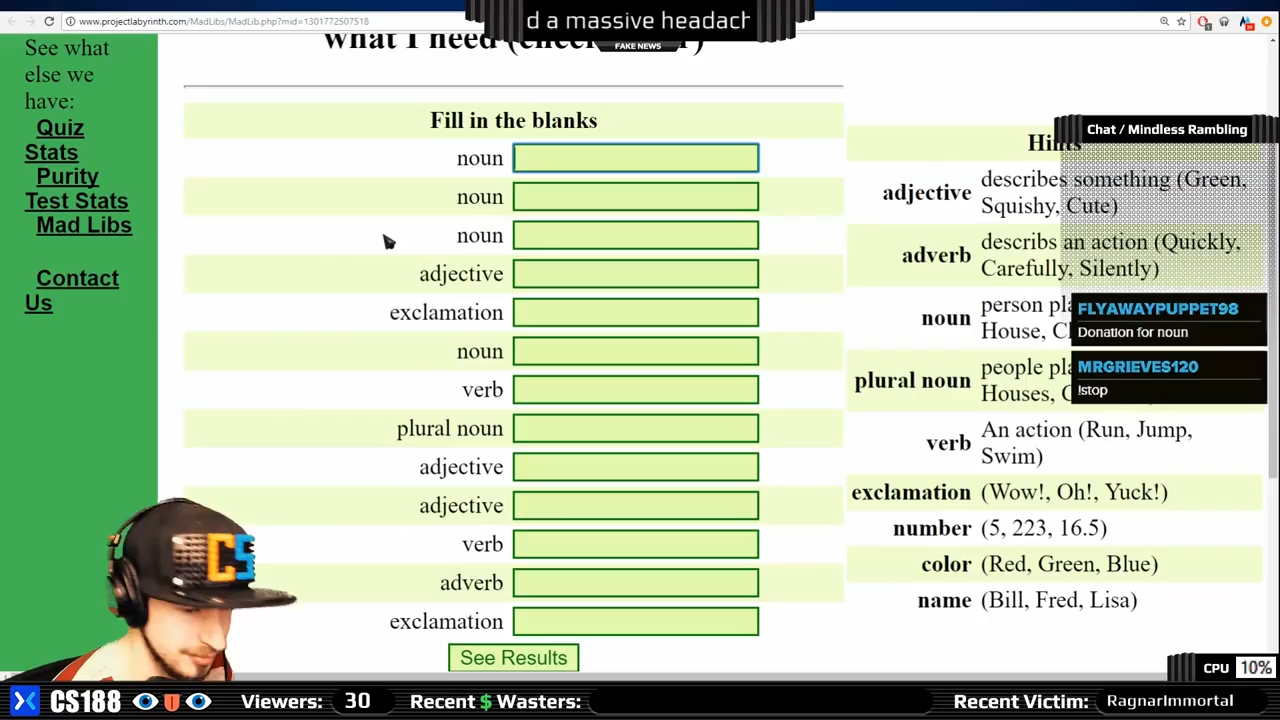 www.projectlabyrinth.com/MadLibs/MadLib.php?mid=1301772507518
d a massive headach
FAKE NEWS
what I need
See what
else we
have:
Quiz
Stats
Purity
Test Stats
Mad Libs
Contact
Us
Fill in the blanks
noun
noun
noun
adjective
exclamation
noun
verb
plural noun
adjective
adjective
verb
adverb
exclamation
See Results
Chat / Mindless Rambling
adjective describes something (Green,
Squishy, Cute)
adverb describs an action (Quickly,
Carefully, Silently)
noun person
House,
plural noun people
Houses,
verb An action (Run, Jump,
Swim)
exclamation (Wow!, Oh!, Yuck!)
number (5, 223, 16.5)
color (Red, Green, Blue)
name (Bill, Fred, Lisa)
FLYAWAYPUPPET98
Donation for noun
MRGRIEVES120
!stop
CS
CPU 10%
CS188
Viewers: 30
Recent $ Wasters:
Recent Victim: RagnarImmortal